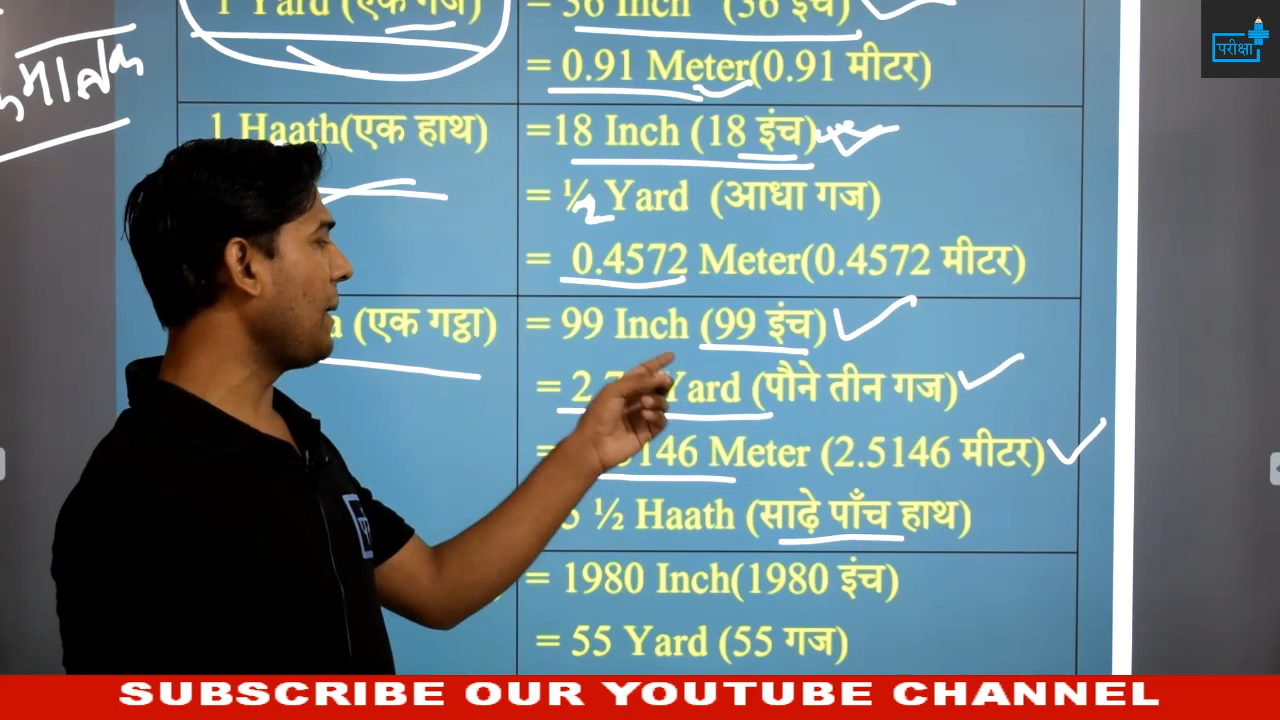 1 Yard (एक गज)
= 36 Inch (36 इंच)
= 0.91 Meter(0.91 मीटर)
परीक्षा
1 Haath(एक हाथ)
=18 Inch (18 इंच)
= ½ Yard (आधा गज)
2
= 0.4572 Meter(0.4572 मीटर)
(एक गट्ठा)
= 99 Inch (99 इंच)
= 2.7 Yard (पौने तीन गज)
146 Meter (2.5146 मीटर)
½ Haath (साढ़े पाँच हाथ)
= 1980 Inch(1980 इंच)
= 55 Yard (55 गज)
SUBSCRIBE OUR YOUTUBE CHANNEL